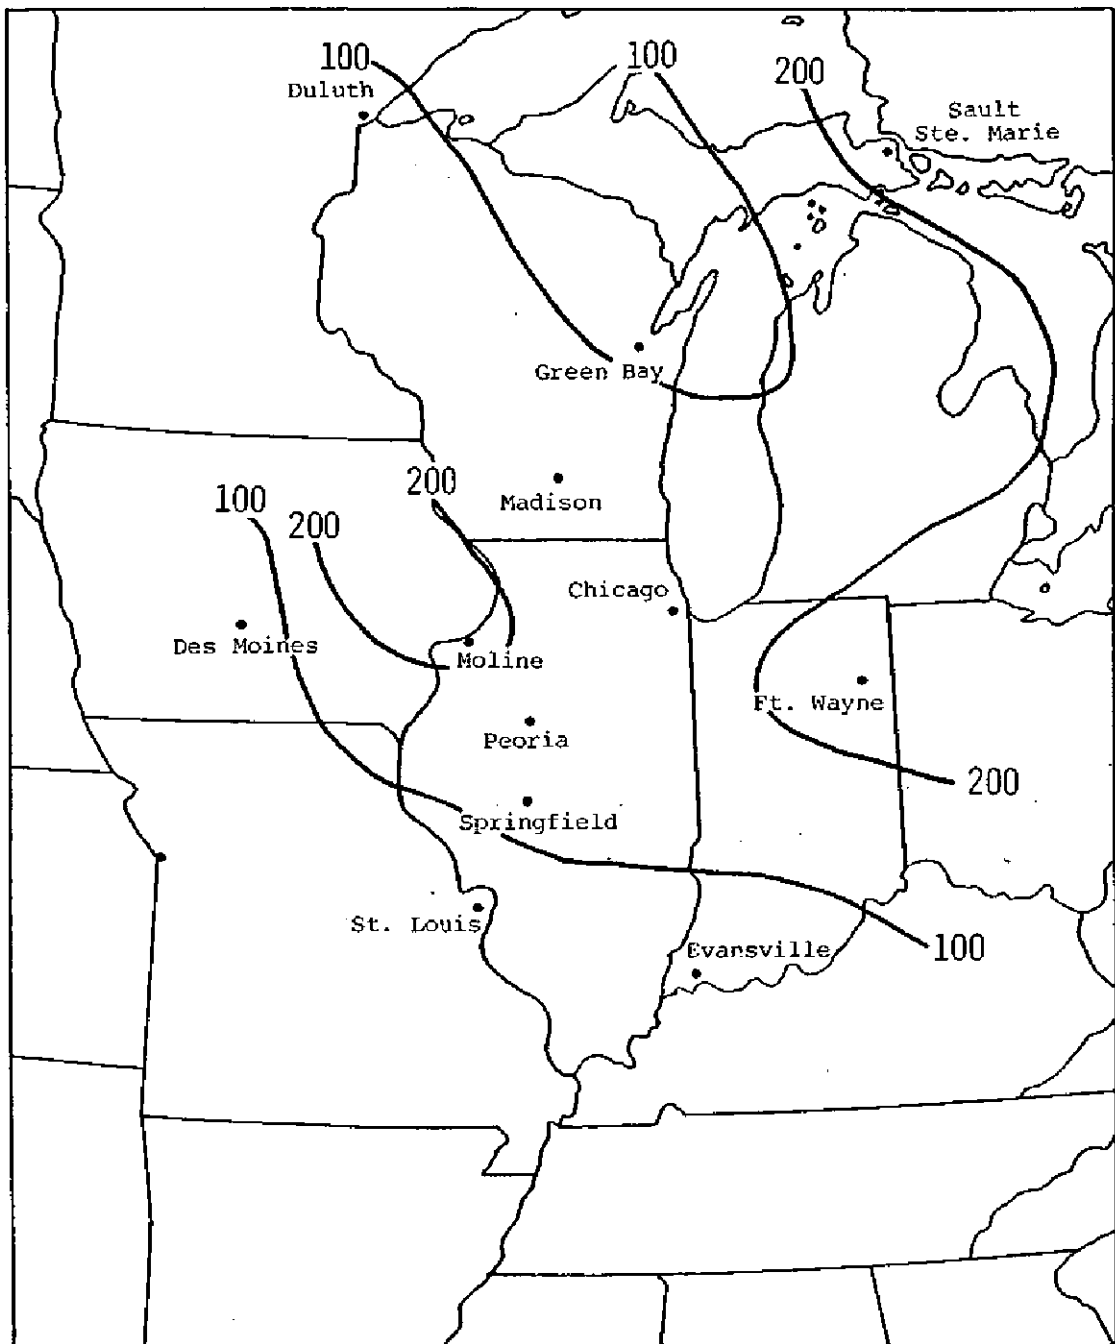 100
100
200
Duluth
Sault
Ste. Marie
Green Bay
200
100
200
Madison
Chicago
Des Moines
Moline
Ft. Wayne
Peoria
200
Springfield
St. Louis
Evansville
100